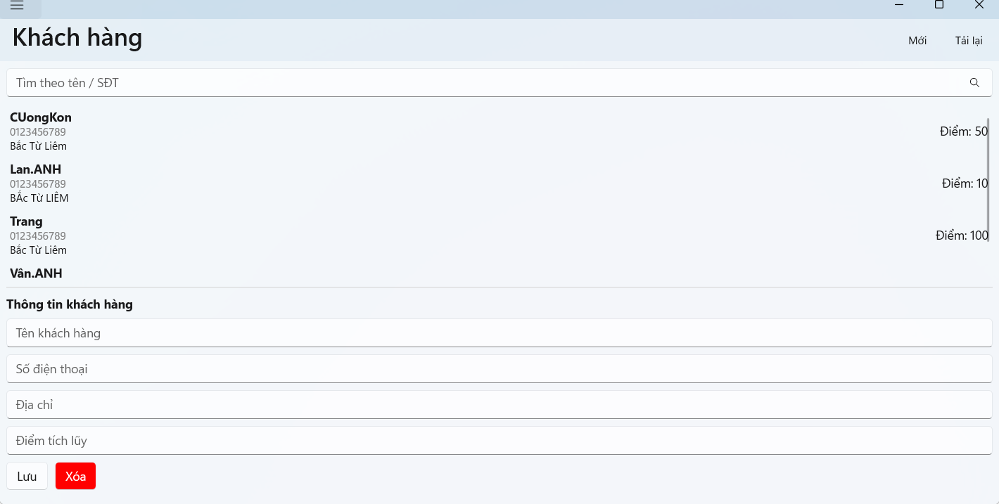 Khách hàng
Mới Tải lại
Tìm theo tên / SĐT
CUongKon
0123456789
Bắc Từ Liêm
Điểm: 50
Lan.ANH
0123456789
BẮc Từ LIÊM
Điểm: 10
Trang
0123456789
Bắc Từ Liêm
Điểm: 100
Vân.ANH
Thông tin khách hàng
Tên khách hàng
Số điện thoại
Địa chỉ
Điểm tích lũy
Lưu Xóa